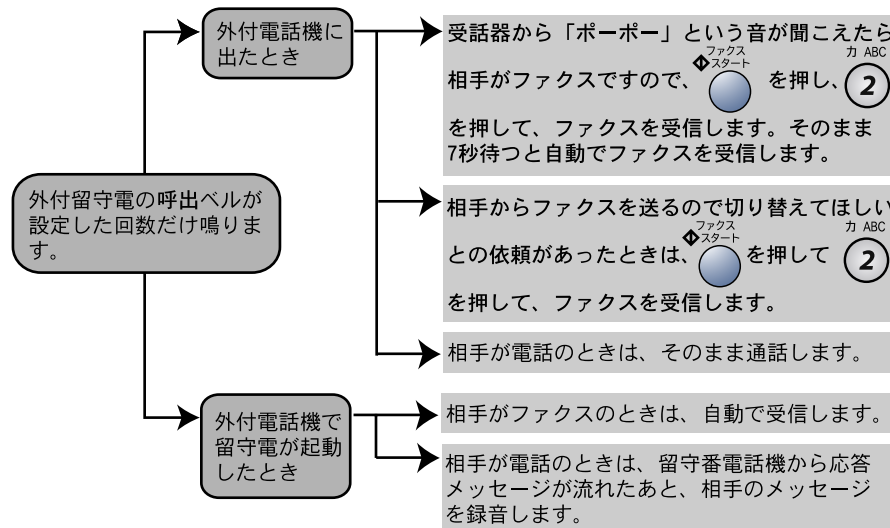 外付留守電の呼出ベルが
設定した回数だけ鳴りま
す。
外付電話機に
出たとき
受話器から「ポーポー」という音が聞こえたら
ファクス
スタート
カ ABC
相手がファクスですので、 を押し、 2
を押して、ファクスを受信します。そのまま
7秒待つと自動でファクスを受信します。
相手からファクスを送るので切り替えてほしい
ファクス
スタート
カ ABC
との依頼があったときは、 を押して 2
を押して、ファクスを受信します。
相手が電話のときは、そのまま通話します。
外付電話機で
留守電が起動
したとき
相手がファクスのときは、自動で受信します。
相手が電話のときは、留守番電話機から応答
メッセージが流れたあと、相手のメッセージ
を録音します。